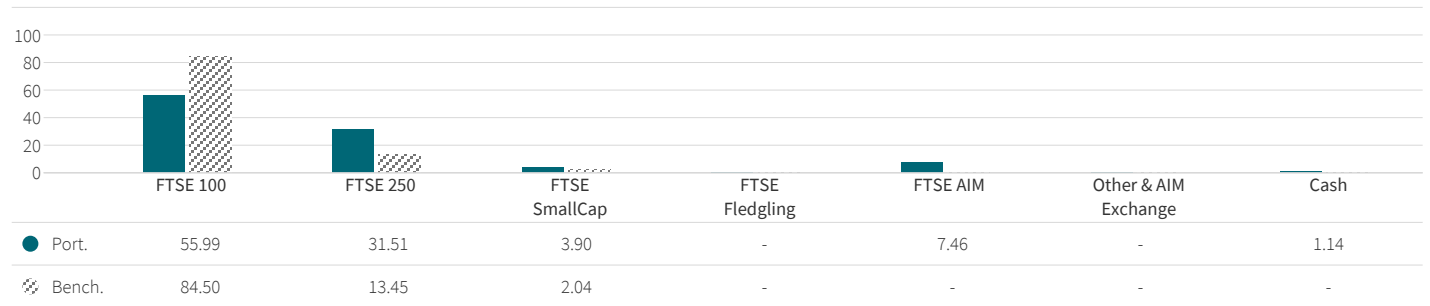 100
80
60
40
20
0
FTSE 100 FTSE 250 FTSE FTSE FTSE AIM Other & AIM Cash
SmallCap Fledgling Exchange
Port. 55.99 31.51 3.90 - 7.46 - 1.14
Bench. 84.50 13.45 2.04 - - - -